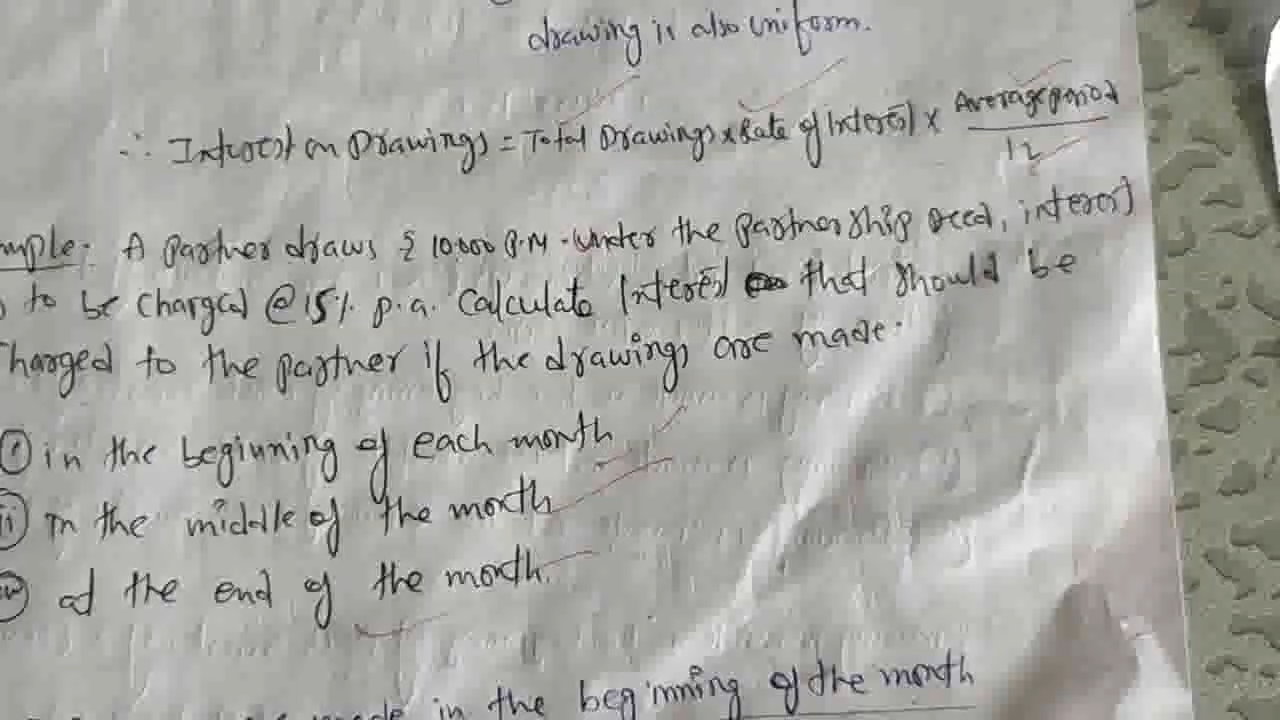 drawing is also uniform.
∴ Interest on Drawings = Total Drawings x Rate of Interest x Average period / 12
mple: A Partner draws ₹ 10,000 P.M. Under the Partnership Deed, interest
to be charged @ 15% p.a. Calculate Interest that should be
harged to the partner if the drawings are made.
(i) in the beginning of each month
(ii) In the middle of the month
at the end of the month.
made in the beginning of the month